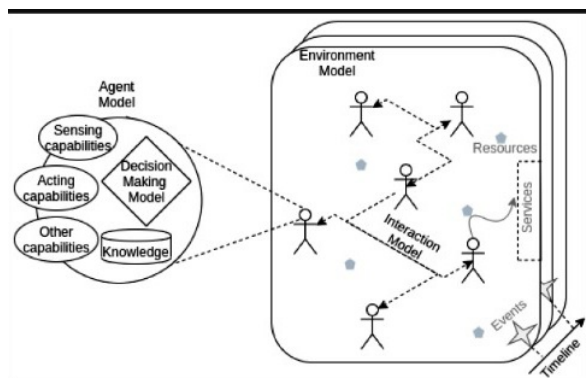 Agent
Model
Sensing
capabilities
Acting
capabilities
Other
capabilities
Decision
Making
Model
Knowledge
Environment
Model
Resources
Services
Interaction
Model
Events
Timeline